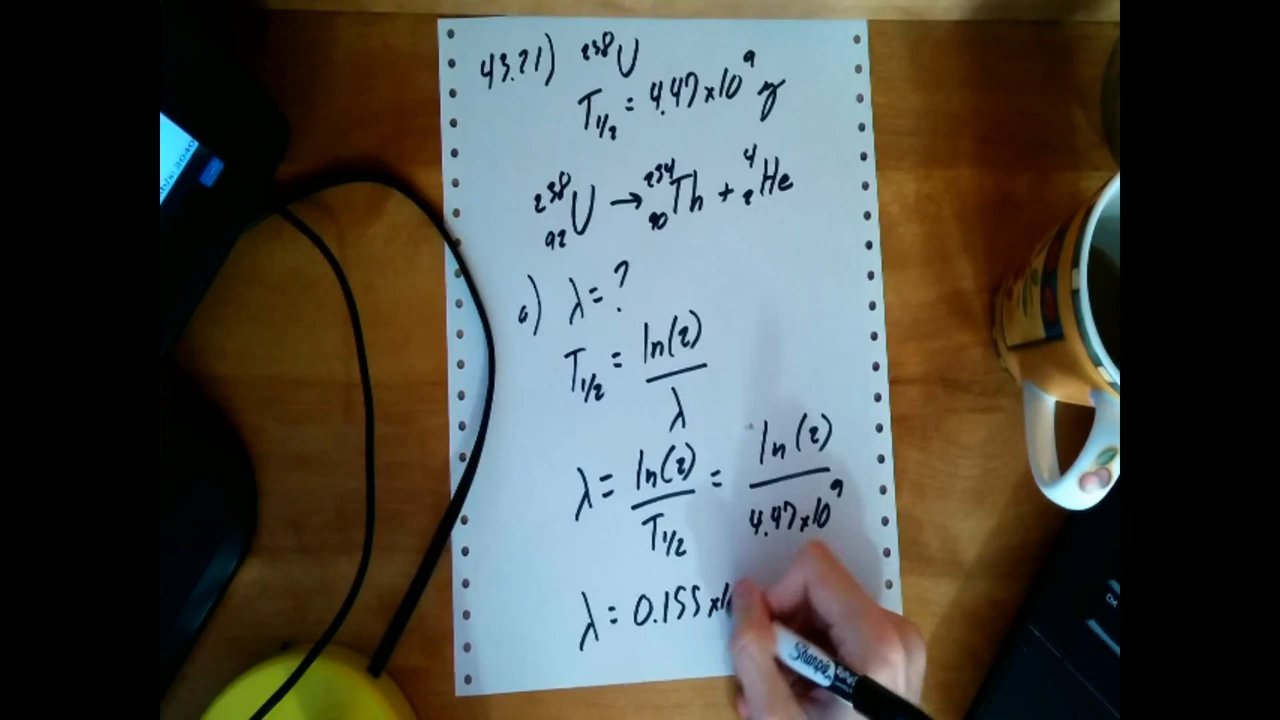 43.21) ²³⁸U
T₁/₂ = 4.47×10⁹ y
²³⁸₉₂U → ²³⁴₉₀Th + ⁴₂He
a) λ = ?
T₁/₂ = ln(2)/λ
λ = ln(2)/T₁/₂ = ln(2)/4.47×10⁹
λ = 0.155×1
Sharpie